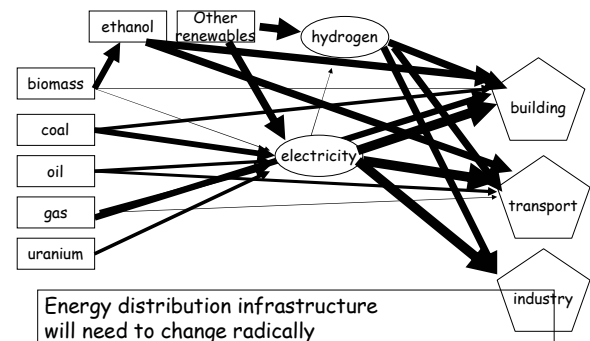 ethanol
Other
renewables
hydrogen
biomass
building
coal
electricity
oil
gas
transport
uranium
industry
Energy distribution infrastructure
will need to change radically